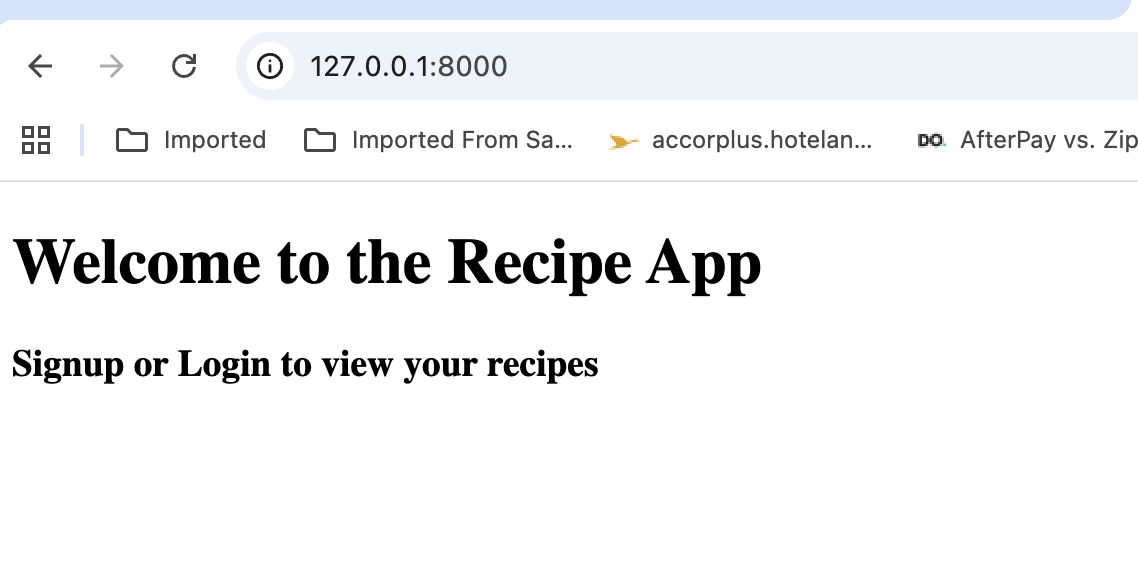 127.0.0.1:8000
Imported Imported From Sa... accorplus.hotelan... DO. AfterPay vs. Zip
Welcome to the Recipe App
Signup or Login to view your recipes